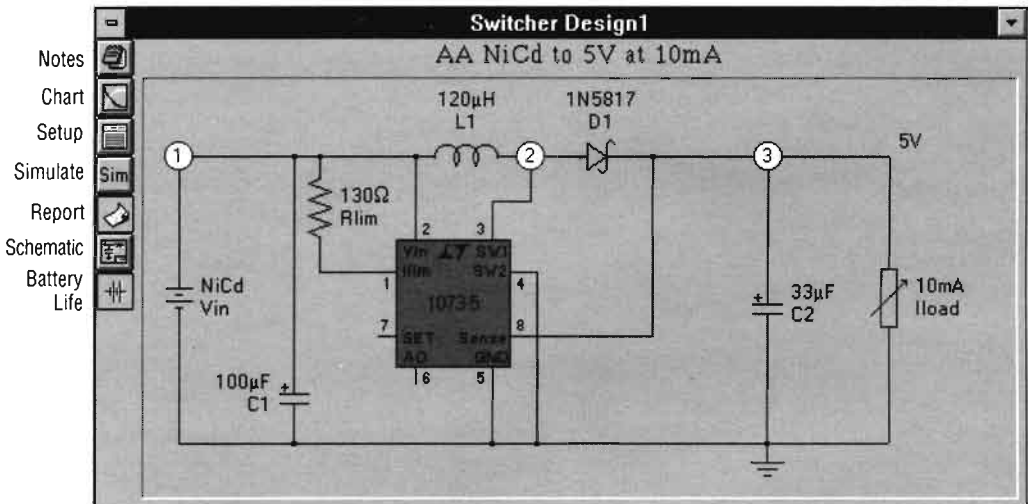 Switcher Design1
AA NiCd to 5V at 10mA
Notes
Chart
Setup
Simulate
Sim
Report
Schematic
Battery
Life
120µH
L1
1N5817
D1
1
2
3
5V
130Ω
Rlim
2
3
Vin LT SW1
Ilim SW2
1
4
1073-5
NiCd
Vin
7
8
SET Sense
AO GND
6
5
100µF
C1
+
33µF
C2
+
10mA
Iload